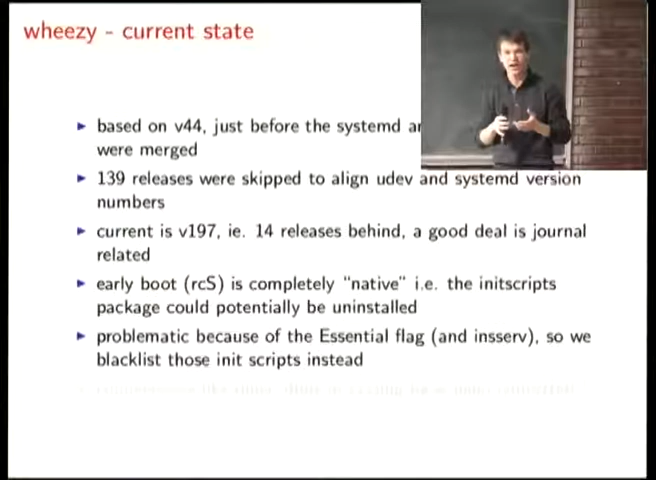 wheezy - current state
► based on v44, just before the systemd
were merged
► 139 releases were skipped to align udev and systemd version
numbers
► current is v197, ie. 14 releases behind, a good deal is journal
related
► early boot (rcS) is completely "native" i.e. the initscripts
package could potentially be uninstalled
► problematic because of the Essential flag (and insserv), so we
blacklist those init scripts instead